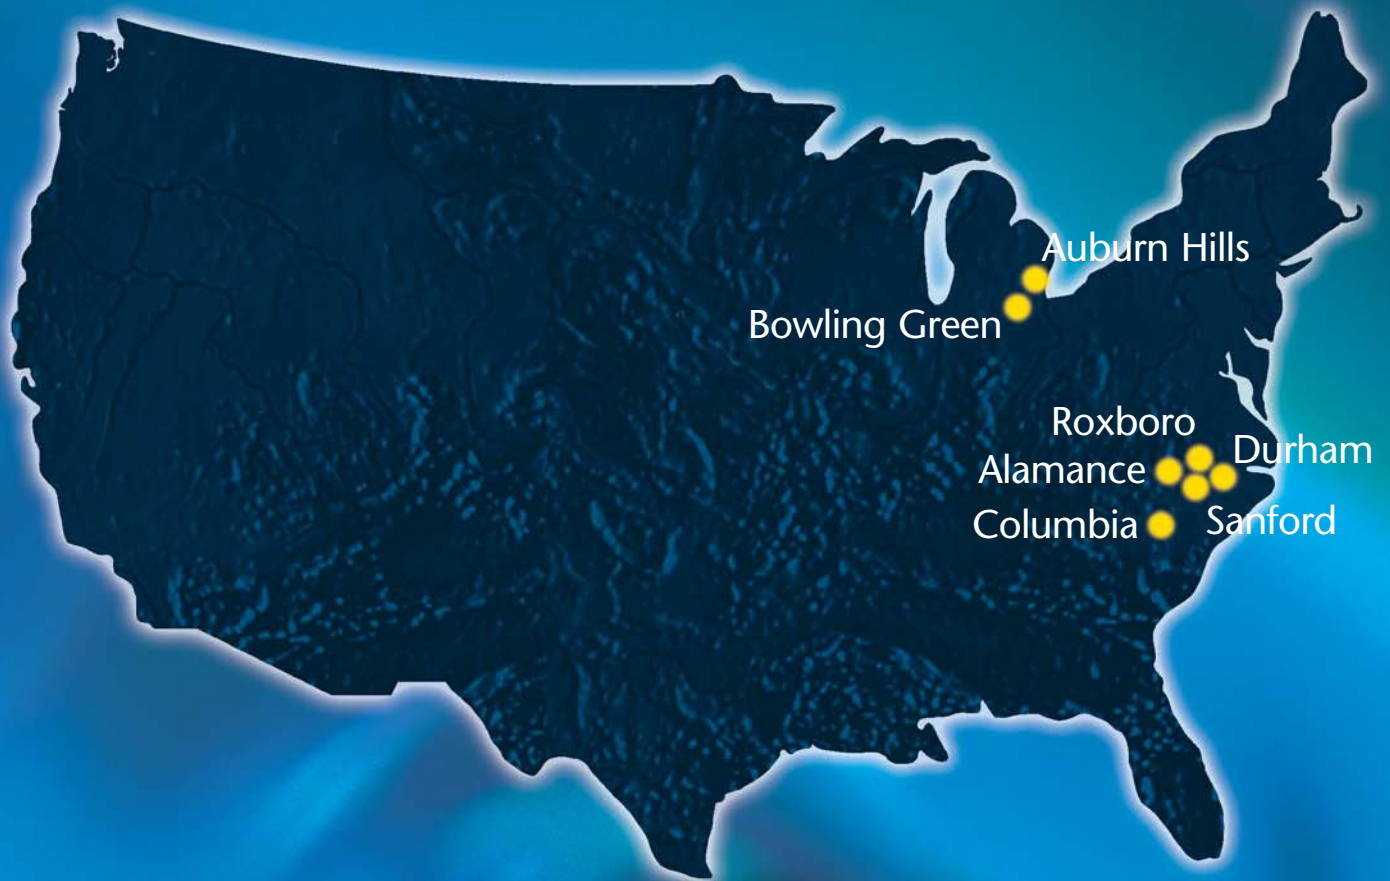 Auburn Hills
Bowling Green
Roxboro
Durham
Alamance
Columbia
Sanford